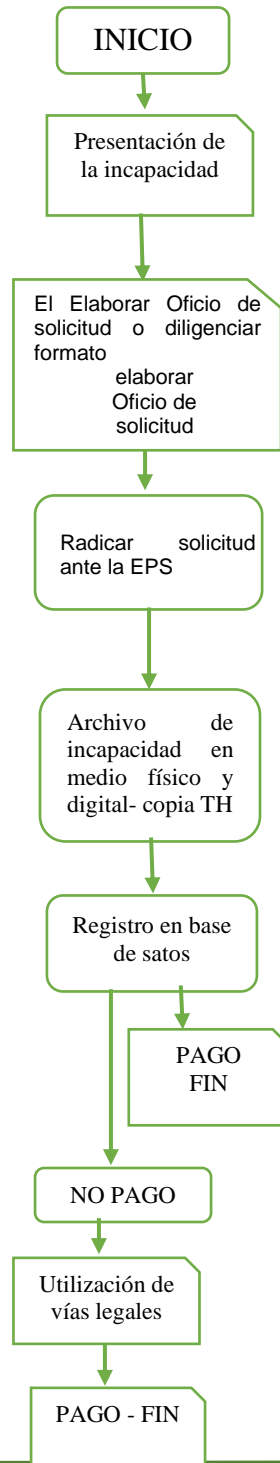 INICIO
Presentación de
la incapacidad
El Elaborar Oficio de
solicitud o diligenciar
formato
elaborar
Oficio de
solicitud
Radicar solicitud
ante la EPS
Archivo de
incapacidad en
medio físico y
digital- copia TH
Registro en base
de satos
PAGO
FIN
NO PAGO
Utilización de
vías legales
PAGO - FIN